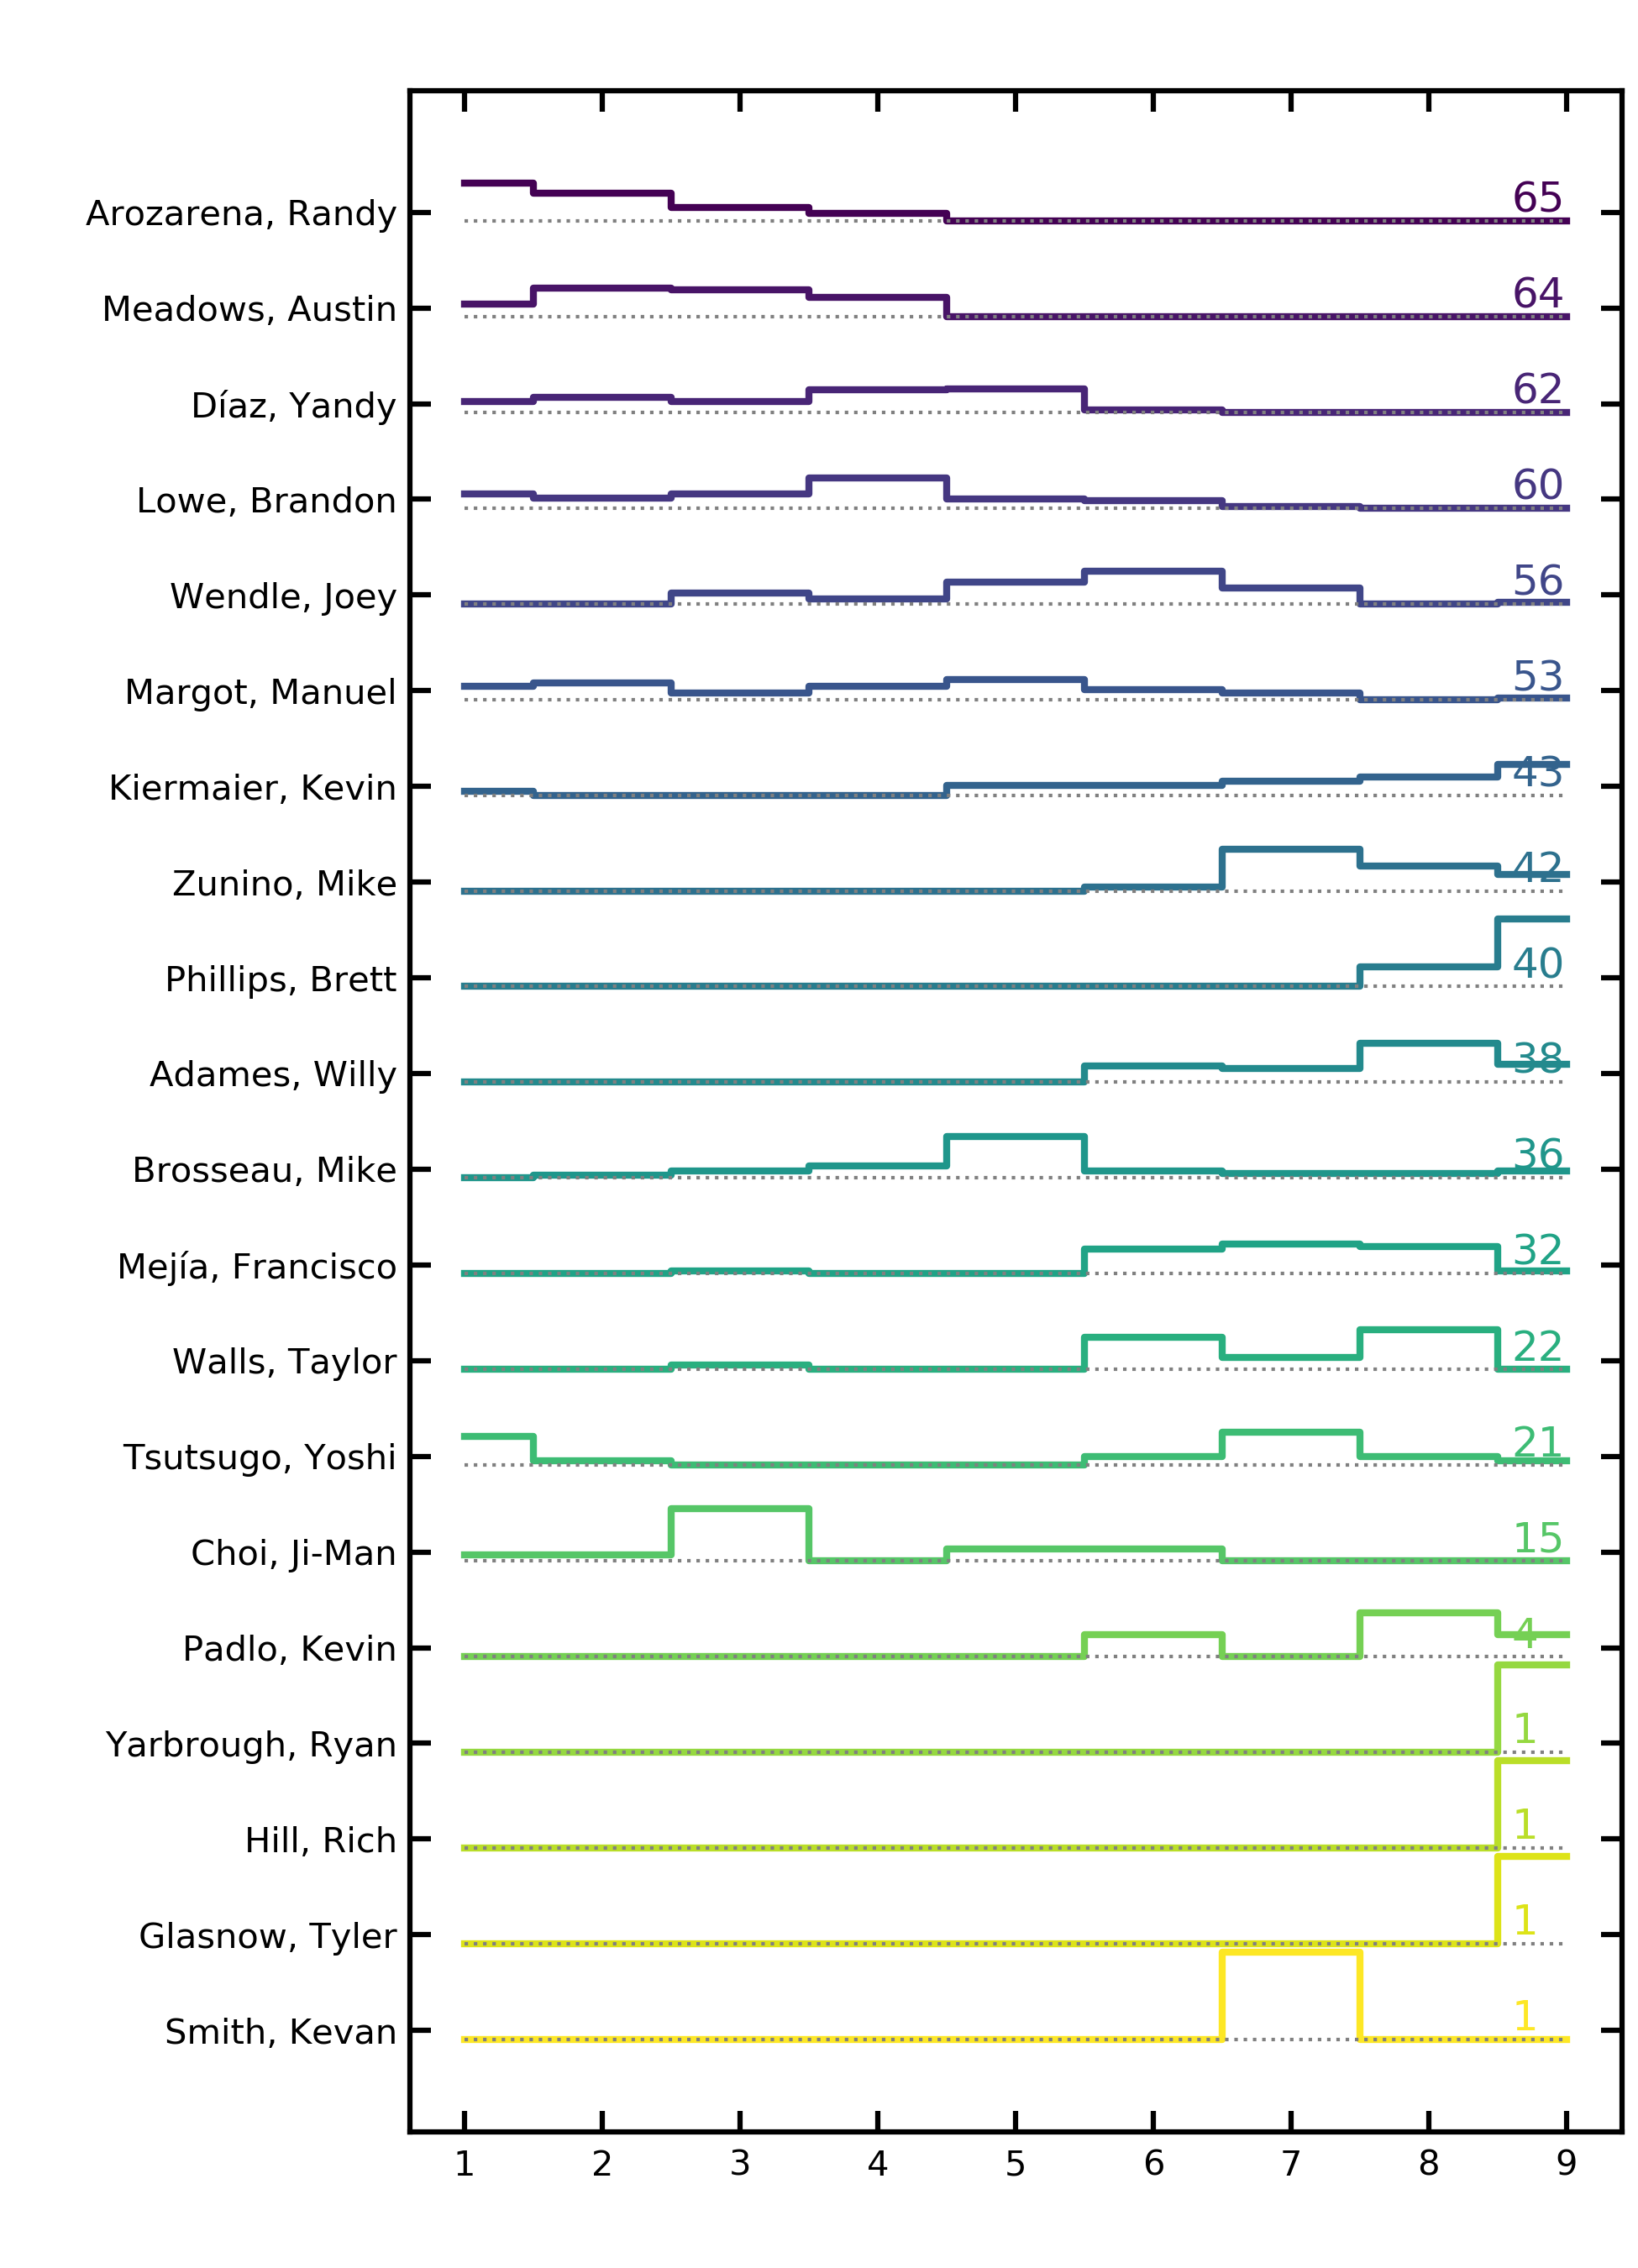 Arozarena, Randy 65
Meadows, Austin 64
Díaz, Yandy 62
Lowe, Brandon 60
Wendle, Joey 56
Margot, Manuel 53
Kiermaier, Kevin 43
Zunino, Mike 42
Phillips, Brett 40
Adames, Willy 38
Brosseau, Mike 36
Mejía, Francisco 32
Walls, Taylor 22
Tsutsugo, Yoshi 21
Choi, Ji-Man 15
Padlo, Kevin 4
Yarbrough, Ryan 1
Hill, Rich 1
Glasnow, Tyler 1
Smith, Kevan 1
1 2 3 4 5 6 7 8 9